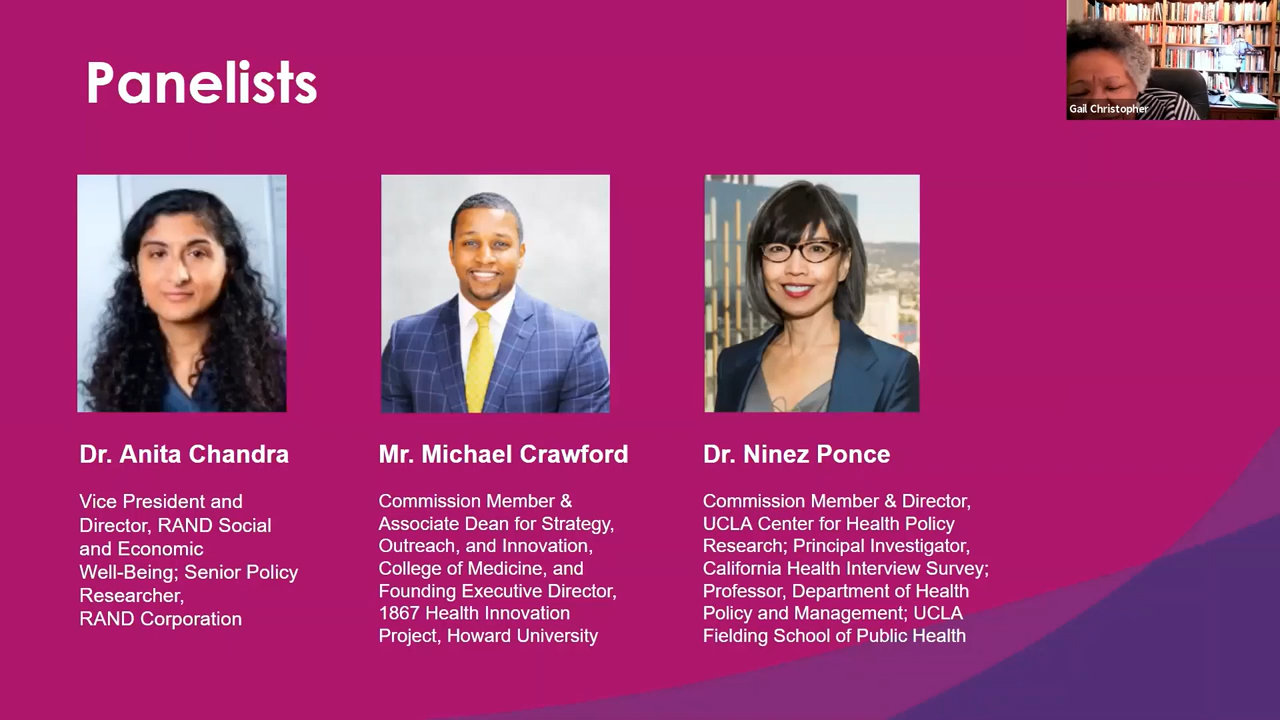 Panelists
Gail Christopher
Dr. Anita Chandra
Vice President and
Director, RAND Social
and Economic
Well-Being; Senior Policy
Researcher,
RAND Corporation
Mr. Michael Crawford
Commission Member &
Associate Dean for Strategy,
Outreach, and Innovation,
College of Medicine, and
Founding Executive Director,
1867 Health Innovation
Project, Howard University
Dr. Ninez Ponce
Commission Member & Director,
UCLA Center for Health Policy
Research; Principal Investigator,
California Health Interview Survey;
Professor, Department of Health
Policy and Management; UCLA
Fielding School of Public Health